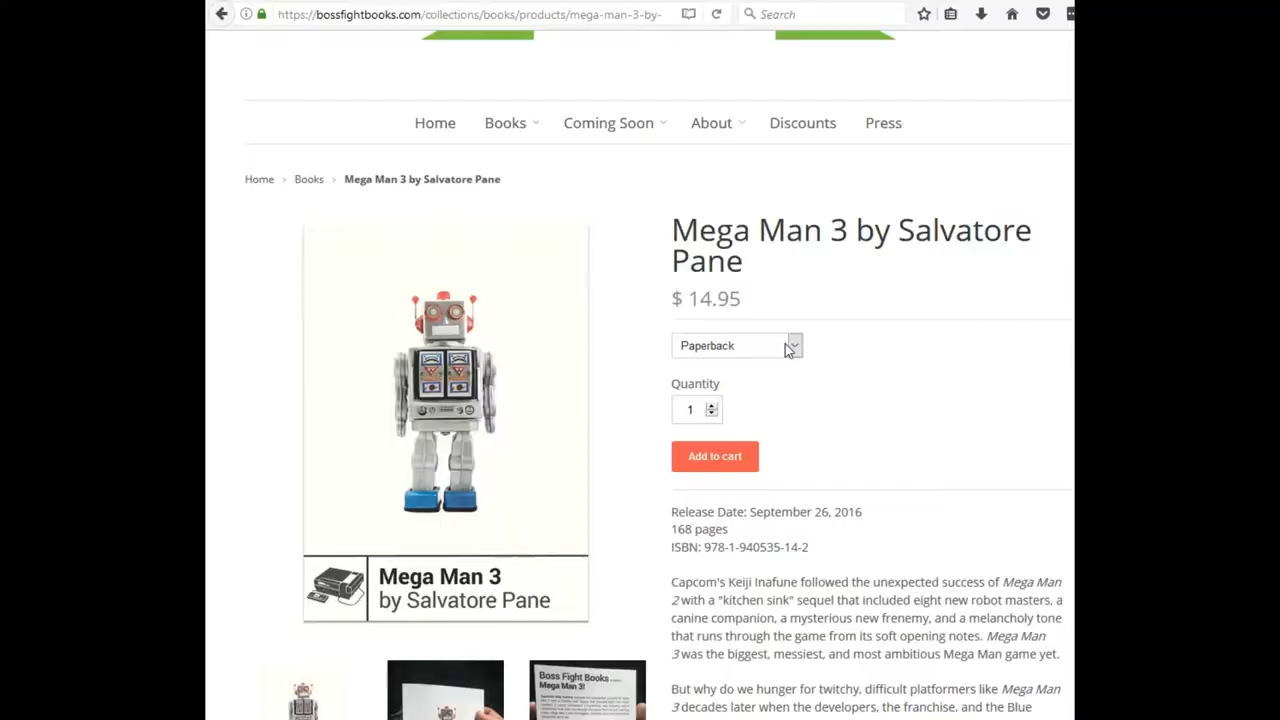 https://bossfightbooks.com/collections/books/products/mega-man-3-by-
Search
Home
Books
Coming Soon
About
Discounts
Press
Home > Books > Mega Man 3 by Salvatore Pane
Mega Man 3 by Salvatore
Pane
$ 14.95
Paperback
Quantity
1
Add to cart
Release Date: September 26, 2016
168 pages
ISBN: 978-1-940535-14-2
Capcom's Keiji Inafune followed the unexpected success of Mega Man
2 with a "kitchen sink" sequel that included eight new robot masters, a
canine companion, a mysterious new frenemy, and a melancholy tone
that runs through the game from its soft opening notes. Mega Man
3 was the biggest, messiest, and most ambitious Mega Man game yet.
But why do we hunger for twitchy, difficult platformers like Mega Man
3 decades later when the developers, the franchise, and the Blue
Mega Man 3
by Salvatore Pane
Boss Fight Books
Mega Man 3!